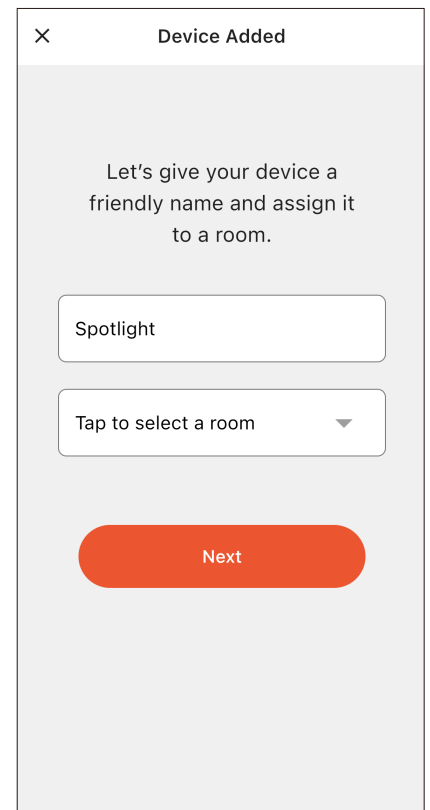 Device Added
Let’s give your device a
friendly name and assign it
to a room.
Spotlight
Tap to select a room
Next